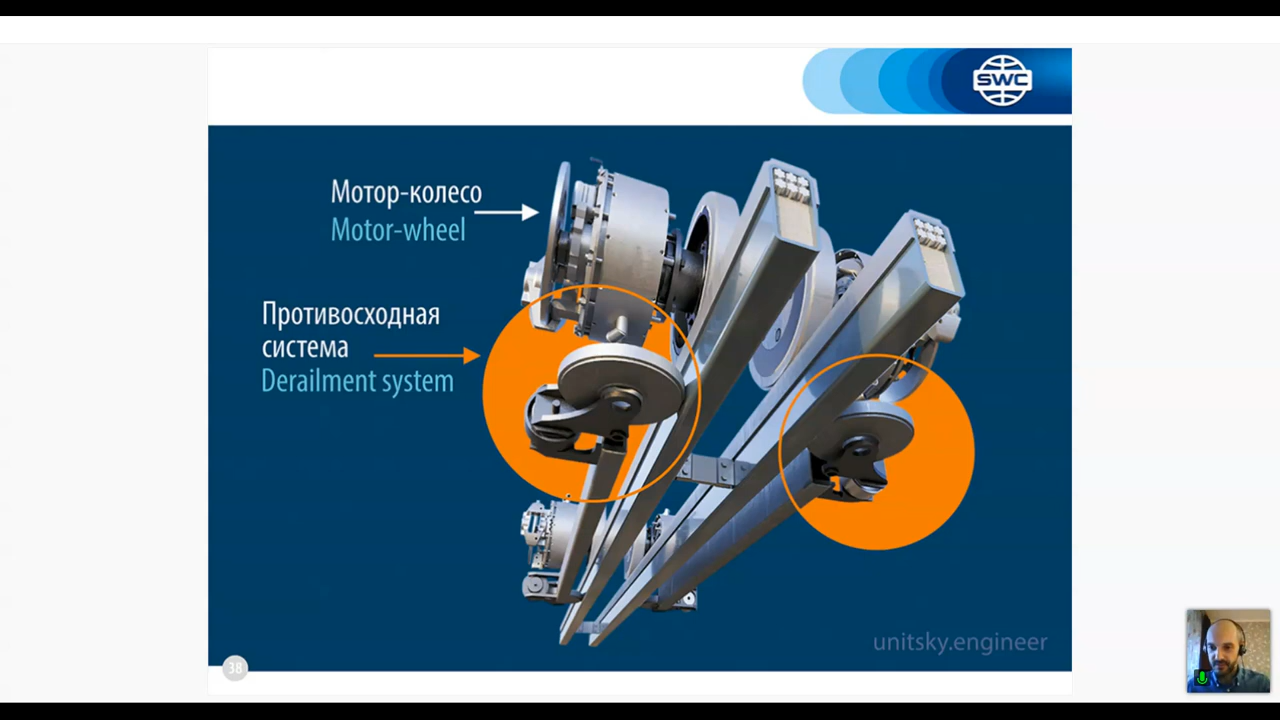 SWC
Мотор-колесо
Motor-wheel
Противосходная
система
Derailment system
unitsky.engineer
38